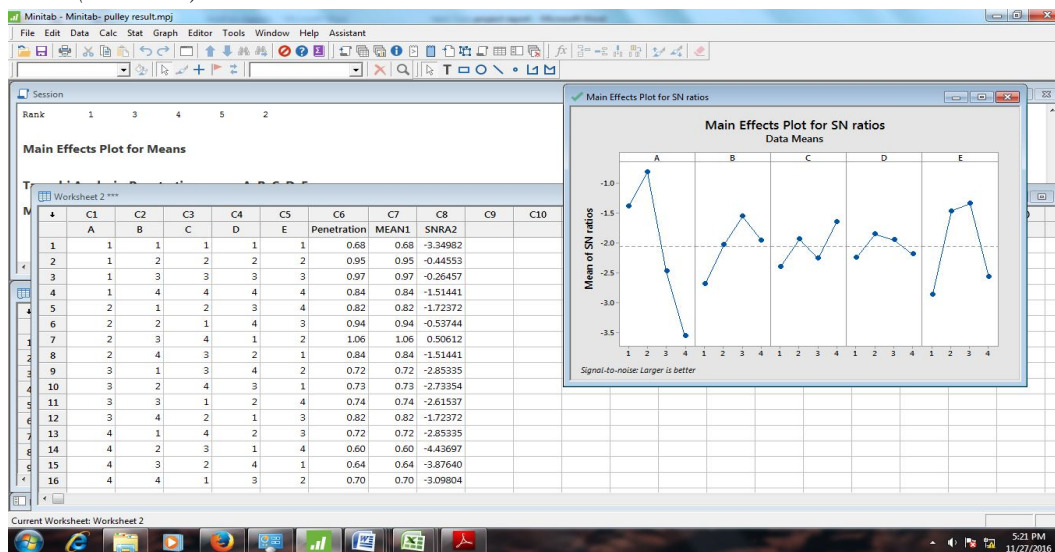 Minitab - Minitab- pulley result.mpj
File Edit Data Calc Stat Graph Editor Tools Window Help Assistant
Session
Rank 1 3 4 5 2
Main Effects Plot for Means
Worksheet 2 ***
C1 C2 C3 C4 C5 C6 C7 C8 C9 C10
A B C D E Penetration MEAN1 SNRA2
1 1 1 1 1 1 0.68 0.68 -3.34982
2 1 2 2 2 2 0.95 0.95 -0.44553
3 1 3 3 3 3 0.97 0.97 -0.26457
4 1 4 4 4 4 0.84 0.84 -1.51441
5 2 1 2 3 4 0.82 0.82 -1.72372
6 2 2 1 4 3 0.94 0.94 -0.53744
7 2 3 4 1 2 1.06 1.06 0.50612
8 2 4 3 2 1 0.84 0.84 -1.51441
9 3 1 3 4 2 0.72 0.72 -2.85335
10 3 2 4 3 1 0.73 0.73 -2.73354
11 3 3 1 2 4 0.74 0.74 -2.61537
12 3 4 2 1 3 0.82 0.82 -1.72372
13 4 1 4 2 3 0.72 0.72 -2.85335
14 4 2 3 1 4 0.60 0.60 -4.43697
15 4 3 2 4 1 0.64 0.64 -3.87640
16 4 4 1 3 2 0.70 0.70 -3.09804
Main Effects Plot for SN ratios
Main Effects Plot for SN ratios
Data Means
A B C D E
Mean of SN ratios
-1.0
-1.5
-2.0
-2.5
-3.0
-3.5
1 2 3 4 1 2 3 4 1 2 3 4 1 2 3 4 1 2 3 4
Signal-to-noise: Larger is better
Current Worksheet: Worksheet 2
5:21 PM
11/27/2016